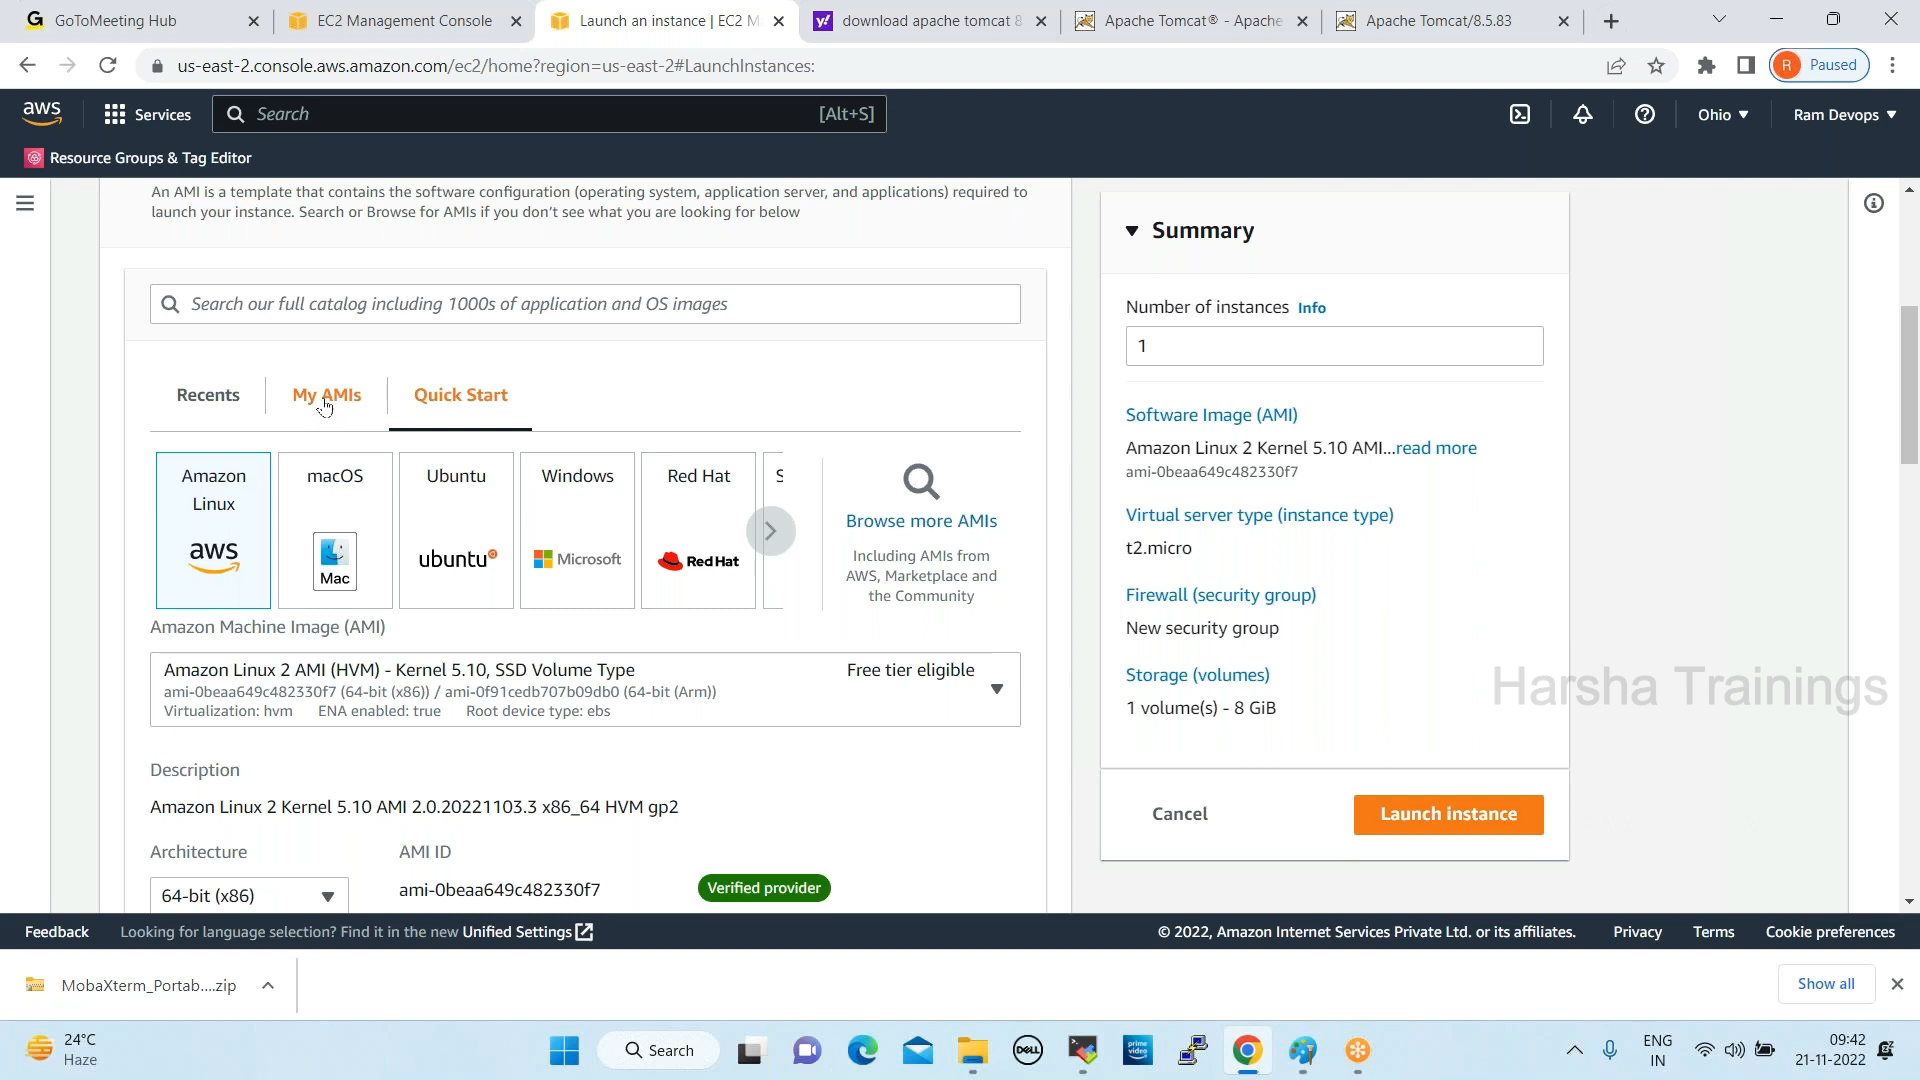 GoToMeeting Hub
EC2 Management Console
Launch an instance | EC2 M
download apache tomcat 8
Apache Tomcat® - Apache
Apache Tomcat/8.5.83
us-east-2.console.aws.amazon.com/ec2/home?region=us-east-2#LaunchInstances:
R Paused
aws
Services
Search
[Alt+S]
Ohio
Ram Devops
Resource Groups & Tag Editor
An AMI is a template that contains the software configuration (operating system, application server, and applications) required to
launch your instance. Search or Browse for AMIs if you don't see what you are looking for below
Search our full catalog including 1000s of application and OS images
Recents
My AMIs
Quick Start
Amazon
Linux
aws
macOS
Mac
Ubuntu
ubuntu
Windows
Microsoft
Red Hat
RedHat
S
Browse more AMIs
Including AMIs from
AWS, Marketplace and
the Community
Amazon Machine Image (AMI)
Amazon Linux 2 AMI (HVM) - Kernel 5.10, SSD Volume Type
Free tier eligible
ami-0beaa649c482330f7 (64-bit (x86)) / ami-0f91cedb707b09db0 (64-bit (Arm))
Virtualization: hvm ENA enabled: true Root device type: ebs
Description
Amazon Linux 2 Kernel 5.10 AMI 2.0.20221103.3 x86_64 HVM gp2
Architecture
AMI ID
64-bit (x86)
ami-0beaa649c482330f7
Verified provider
Summary
Number of instances Info
1
Software Image (AMI)
Amazon Linux 2 Kernel 5.10 AMI...read more
ami-0beaa649c482330f7
Virtual server type (instance type)
t2.micro
Firewall (security group)
New security group
Storage (volumes)
1 volume(s) - 8 GiB
Cancel
Launch instance
Harsha Trainings
Feedback
Looking for language selection? Find it in the new Unified Settings
© 2022, Amazon Internet Services Private Ltd. or its affiliates.
Privacy
Terms
Cookie preferences
MobaXterm_Portab....zip
Show all
24°C
Haze
Search
DELL
prime
video
ENG
IN
09:42
21-11-2022